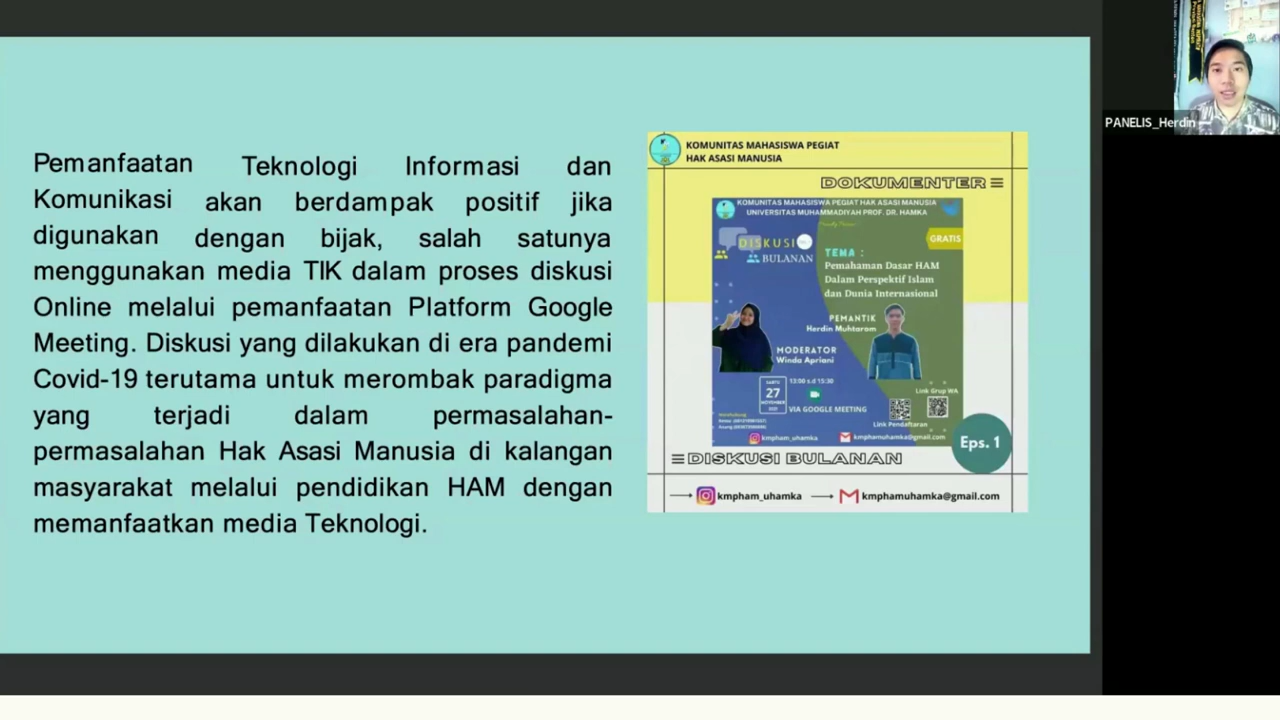 Pemanfaatan Teknologi Informasi dan
Komunikasi akan berdampak positif jika
digunakan dengan bijak, salah satunya
menggunakan media TIK dalam proses diskusi
Online melalui pemanfaatan Platform Google
Meeting. Diskusi yang dilakukan di era pandemi
Covid-19 terutama untuk merombak paradigma
yang terjadi dalam permasalahan-
permasalahan Hak Asasi Manusia di kalangan
masyarakat melalui pendidikan HAM dengan
memanfaatkan media Teknologi.
KOMUNITAS MAHASISWA PEGIAT
HAK ASASI MANUSIA
DOKUMENTER
KOMUNITAS MAHASISWA PEGIAT HAK ASASI MANUSIA
UNIVERSITAS MUHAMMADIYAH PROF. DR. HAMKA
DISKUSI
BULANAN
GRATIS
TEMA :
Pemahaman Dasar HAM
Dalam Perspektif Islam
dan Dunia Internasional
PEMANTIK
Herdin Muhtarom
MODERATOR
Winda Apriani
SABTU
27
NOVEMBER
2021
13:00 s.d 15:30
VIA GOOGLE MEETING
Link Grup WA
Link Pendaftaran
kmpham_uhamka
kmphamuhamka@gmail.com
Eps. 1
DISKUSI BULANAN
kmpham_uhamka
kmphamuhamka@gmail.com
PANELIS_Herdin